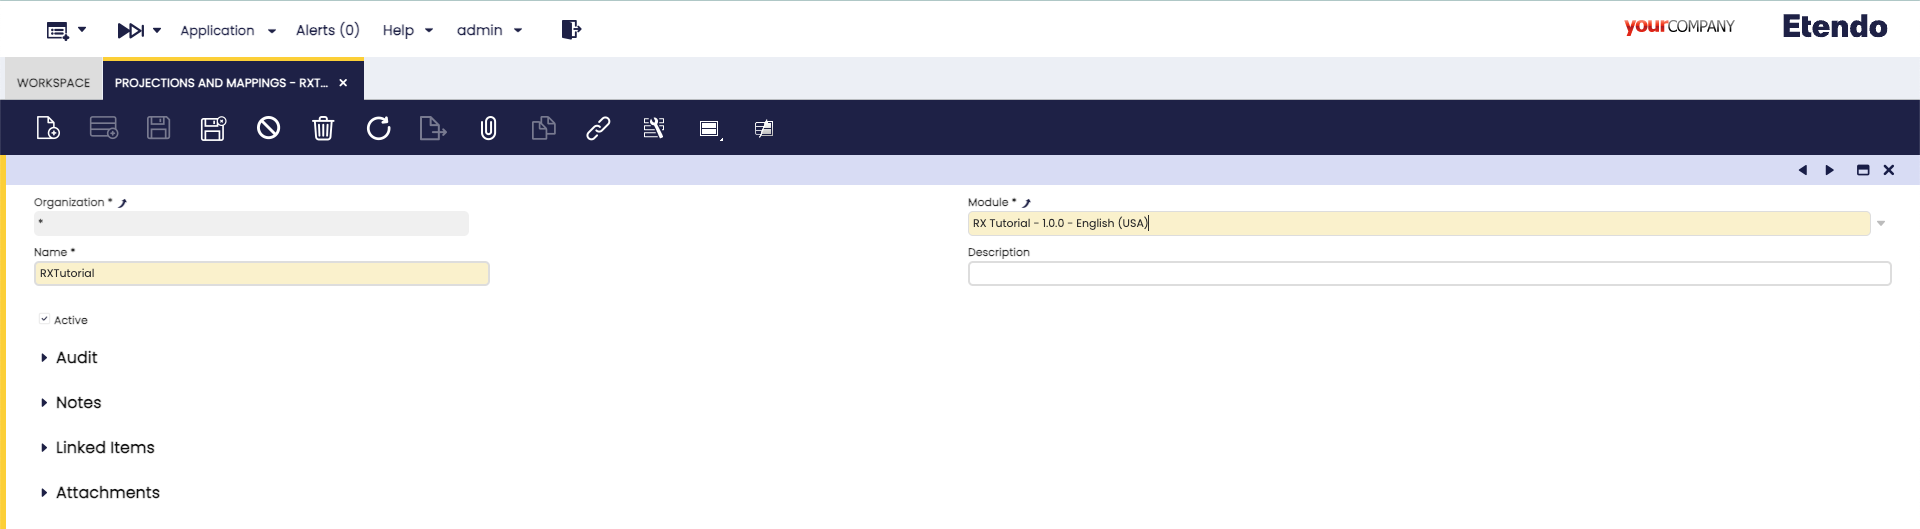 Application
Alerts (0)
Help
admin
yourCOMPANY
Etendo
WORKSPACE
PROJECTIONS AND MAPPINGS - RXT...
Organization *
*
Module *
RX Tutorial - 1.0.0 - English (USA)
Name *
RXTutorial
Description
Active
Audit
Notes
Linked Items
Attachments